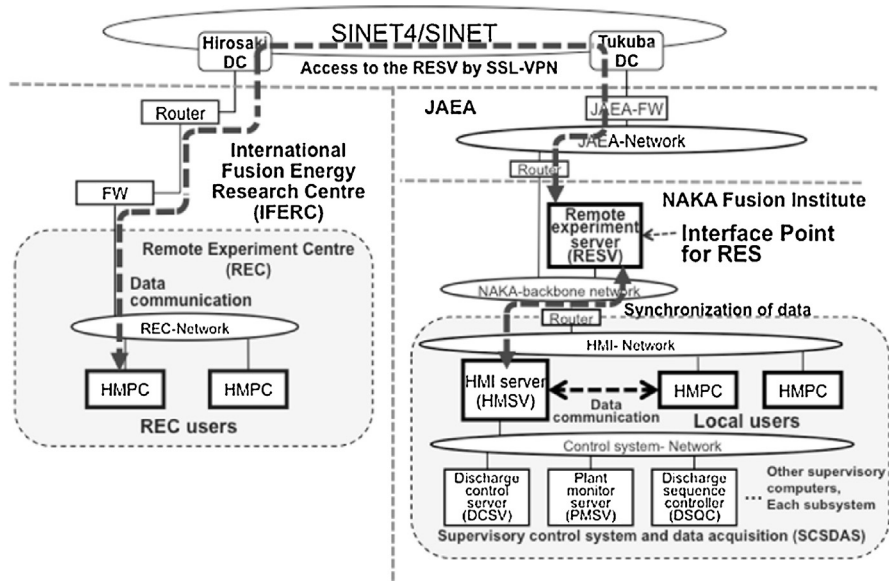 SINET4/SINET
Hirosaki
DC
Tukuba
DC
Access to the RESV by SSL-VPN
JAEA
Router
JAEA-FW
JAEA-Network
International
Fusion Energy
Research Centre
(IFERC)
Router
FW
NAKA Fusion Institute
Remote
experiment
server
(RESV)
Interface Point
for RES
Remote Experiment Centre
(REC)
Data
communication
NAKA-backbone network
Synchronization of data
Router
REC-Network
HMI- Network
HMPC
HMPC
REC users
HMI server
(HMSV)
Data
communication
HMPC
HMPC
Local users
Control system- Network
Discharge
control
server
(DCSV)
Plant
monitor
server
(PMSV)
Discharge
sequence
controller
(DSQC)
... Other supervisory
computers,
Each subsystem
Supervisory control system and data acquisition (SCSDAS)